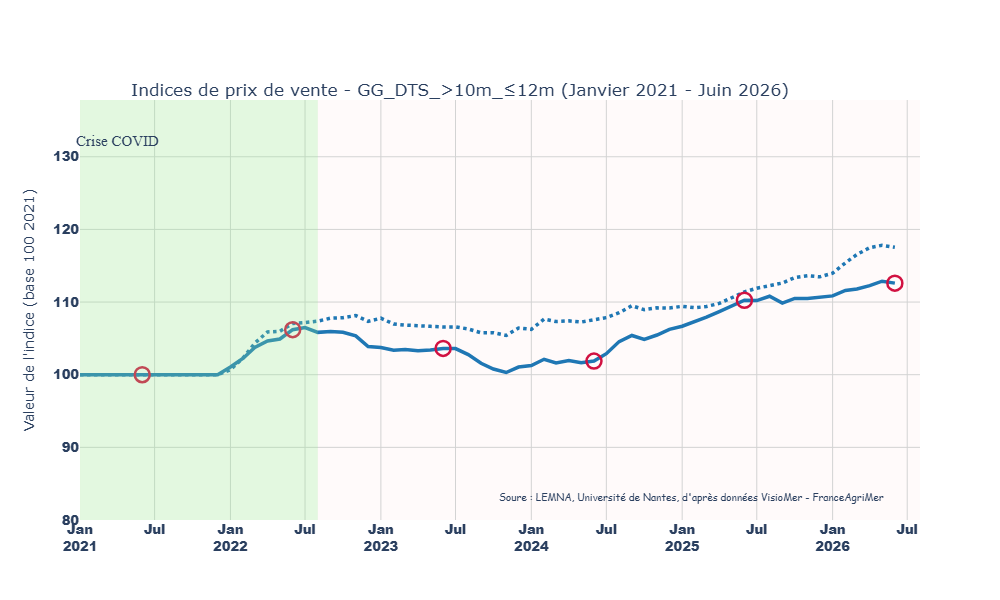 Indices de prix de vente - GG_DTS_>10m_≤12m (Janvier 2021 - Juin 2026)
Crise COVID
130
120
110
100
90
80
Valeur de l'indice (base 100 2021)
Soure : LEMNA, Université de Nantes, d'après données VisioMer - FranceAgriMer
Jan Jul Jan Jul Jan Jul Jan Jul Jan Jul Jan Jul
2021 2022 2023 2024 2025 2026